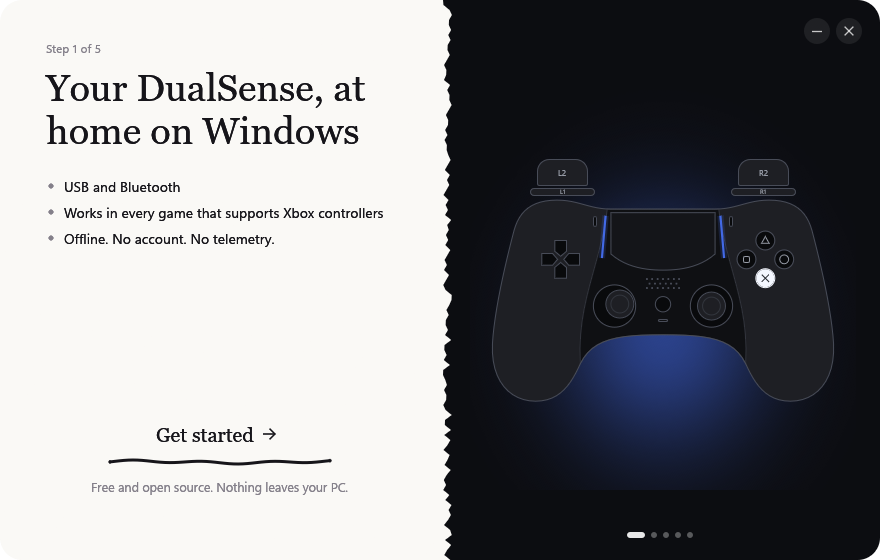 Step 1 of 5
Your DualSense, at
home on Windows
USB and Bluetooth
Works in every game that supports Xbox controllers
Offline. No account. No telemetry.
Get started →
Free and open source. Nothing leaves your PC.
L2
L1
R2
R1